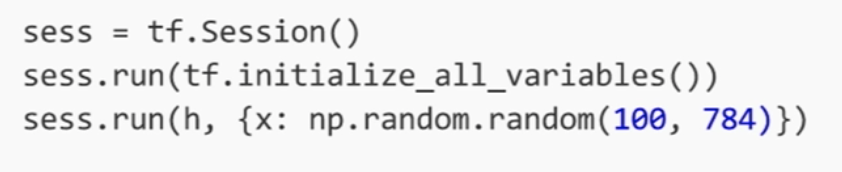 sess = tf.Session()
sess.run(tf.initialize_all_variables())
sess.run(h, {x: np.random.random(100, 784)})